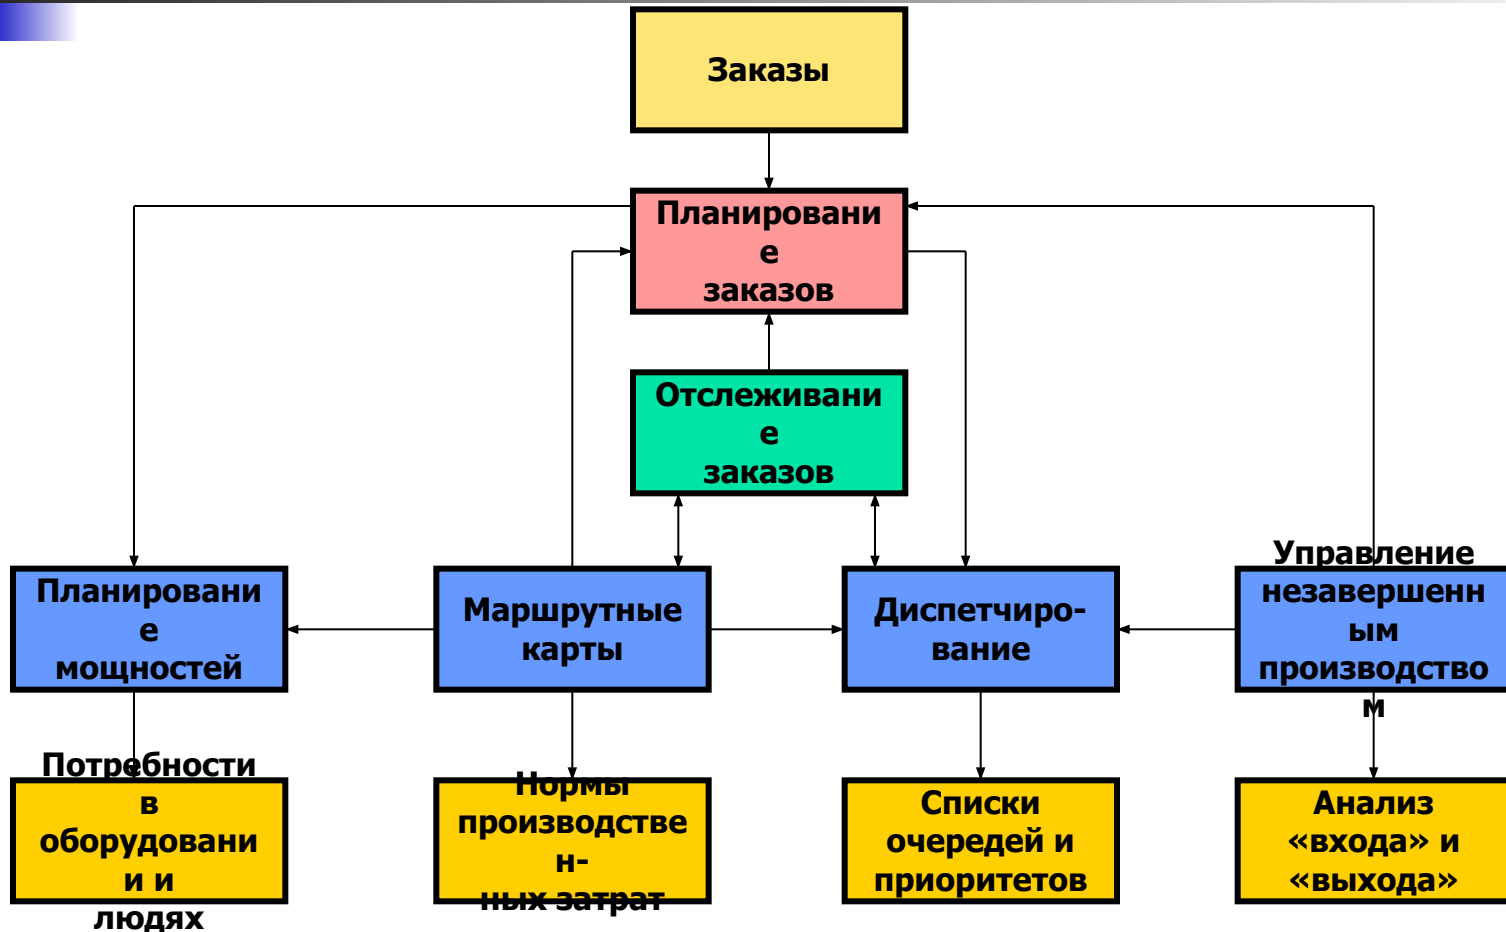 Заказы
Планировани
е
заказов
Отслеживани
е
заказов
Планировани
е
мощностей
Маршрутные
карты
Диспетчиро-
вание
Управление
незавершенн
ым
производство
м
Потребности
в
оборудовани
и и
людях
Нормы
производстве
н-
ных затрат
Списки
очередей и
приоритетов
Анализ
«входа» и
«выхода»